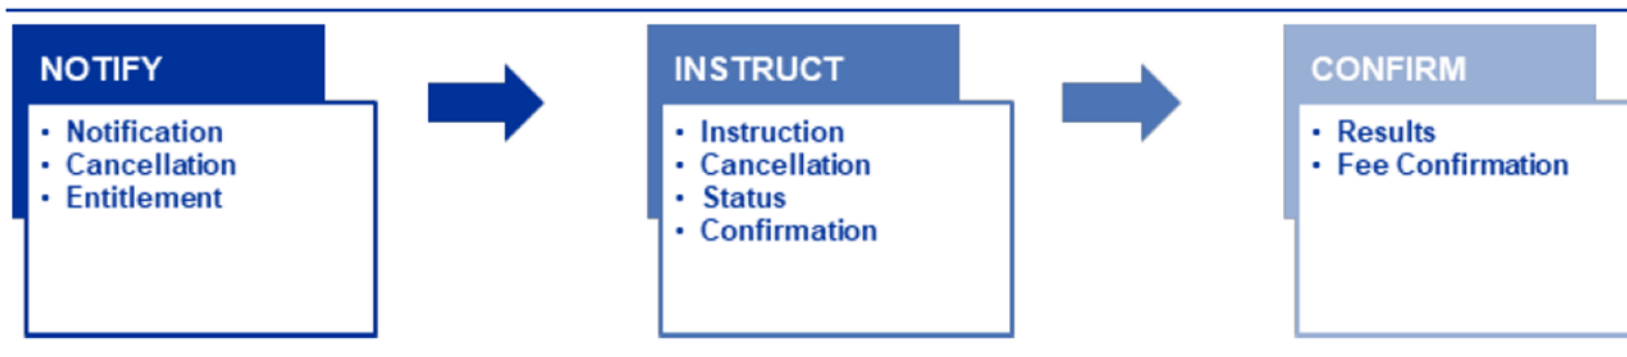 NOTIFY
• Notification
• Cancellation
• Entitlement
INSTRUCT
• Instruction
• Cancellation
• Status
• Confirmation
CONFIRM
• Results
• Fee Confirmation